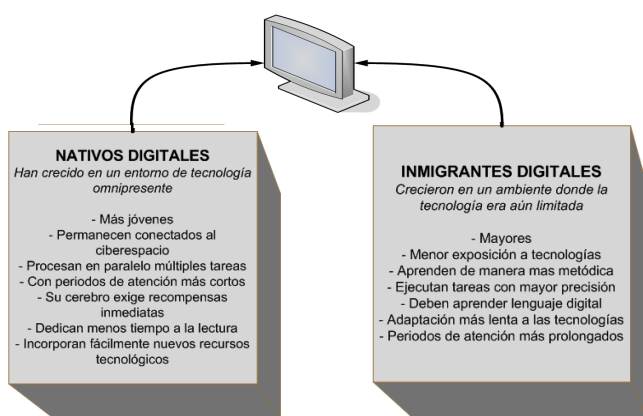 NATIVOS DIGITALES
Han crecido en un entorno de tecnología
omnipresente
- Más jóvenes
- Permanecen conectados al
ciberespacio
- Procesan en paralelo múltiples tareas
- Con periodos de atención más cortos
- Su cerebro exige recompensas
inmediatas
- Dedican menos tiempo a la lectura
- Incorporan fácilmente nuevos recursos
tecnológicos
INMIGRANTES DIGITALES
Crecieron en un ambiente donde la
tecnología era aún limitada
- Mayores
- Menor exposición a tecnologías
- Aprenden de manera mas metódica
- Ejecutan tareas con mayor precisión
- Deben aprender lenguaje digital
- Adaptación más lenta a las tecnologías
- Periodos de atención más prolongados